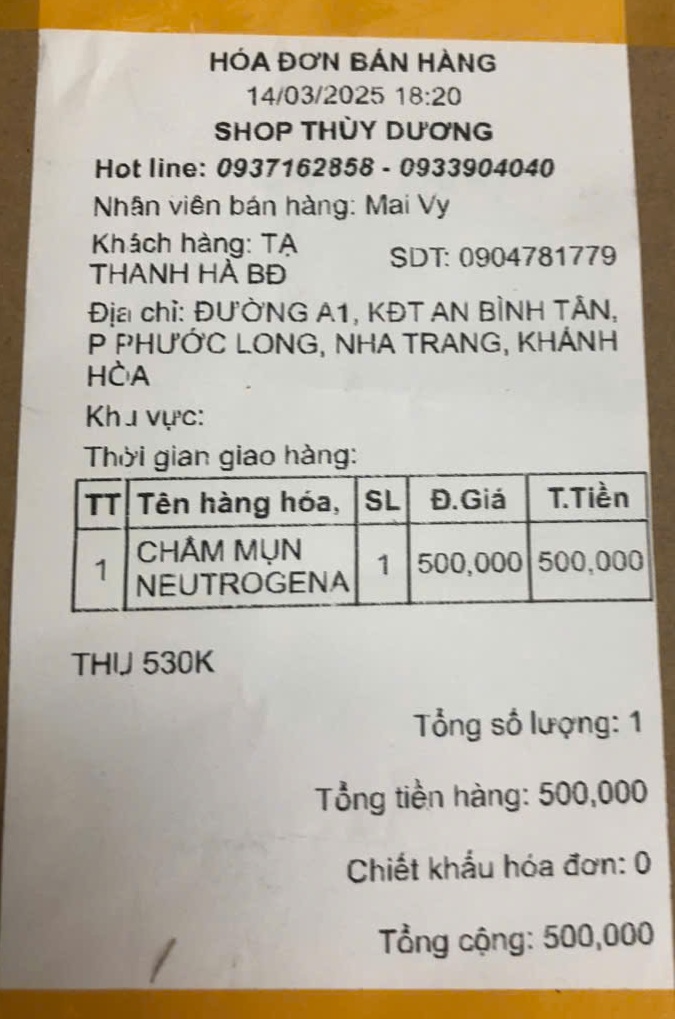 HÓA ĐƠN BÁN HÀNG
14/03/2025 18:20
SHOP THÙY DƯƠNG
Hot line: 0937162858 - 0933904040
Nhân viên bán hàng: Mai Vy
Khách hàng: TẠ THANH HÀ BĐ
SDT: 0904781779
Địa chỉ: ĐƯỜNG A1, KĐT AN BÌNH TÂN,
P PHƯỚC LONG, NHA TRANG, KHÁNH
HÒA
Khu vực:
Thời gian giao hàng:
TT Tên hàng hóa, SL Đ.Giá T.Tiền
1 CHẤM MỤN NEUTROGENA 1 500,000 500,000
THU 530K
Tổng số lượng: 1
Tổng tiền hàng: 500,000
Chiết khấu hóa đơn: 0
Tổng cộng: 500,000